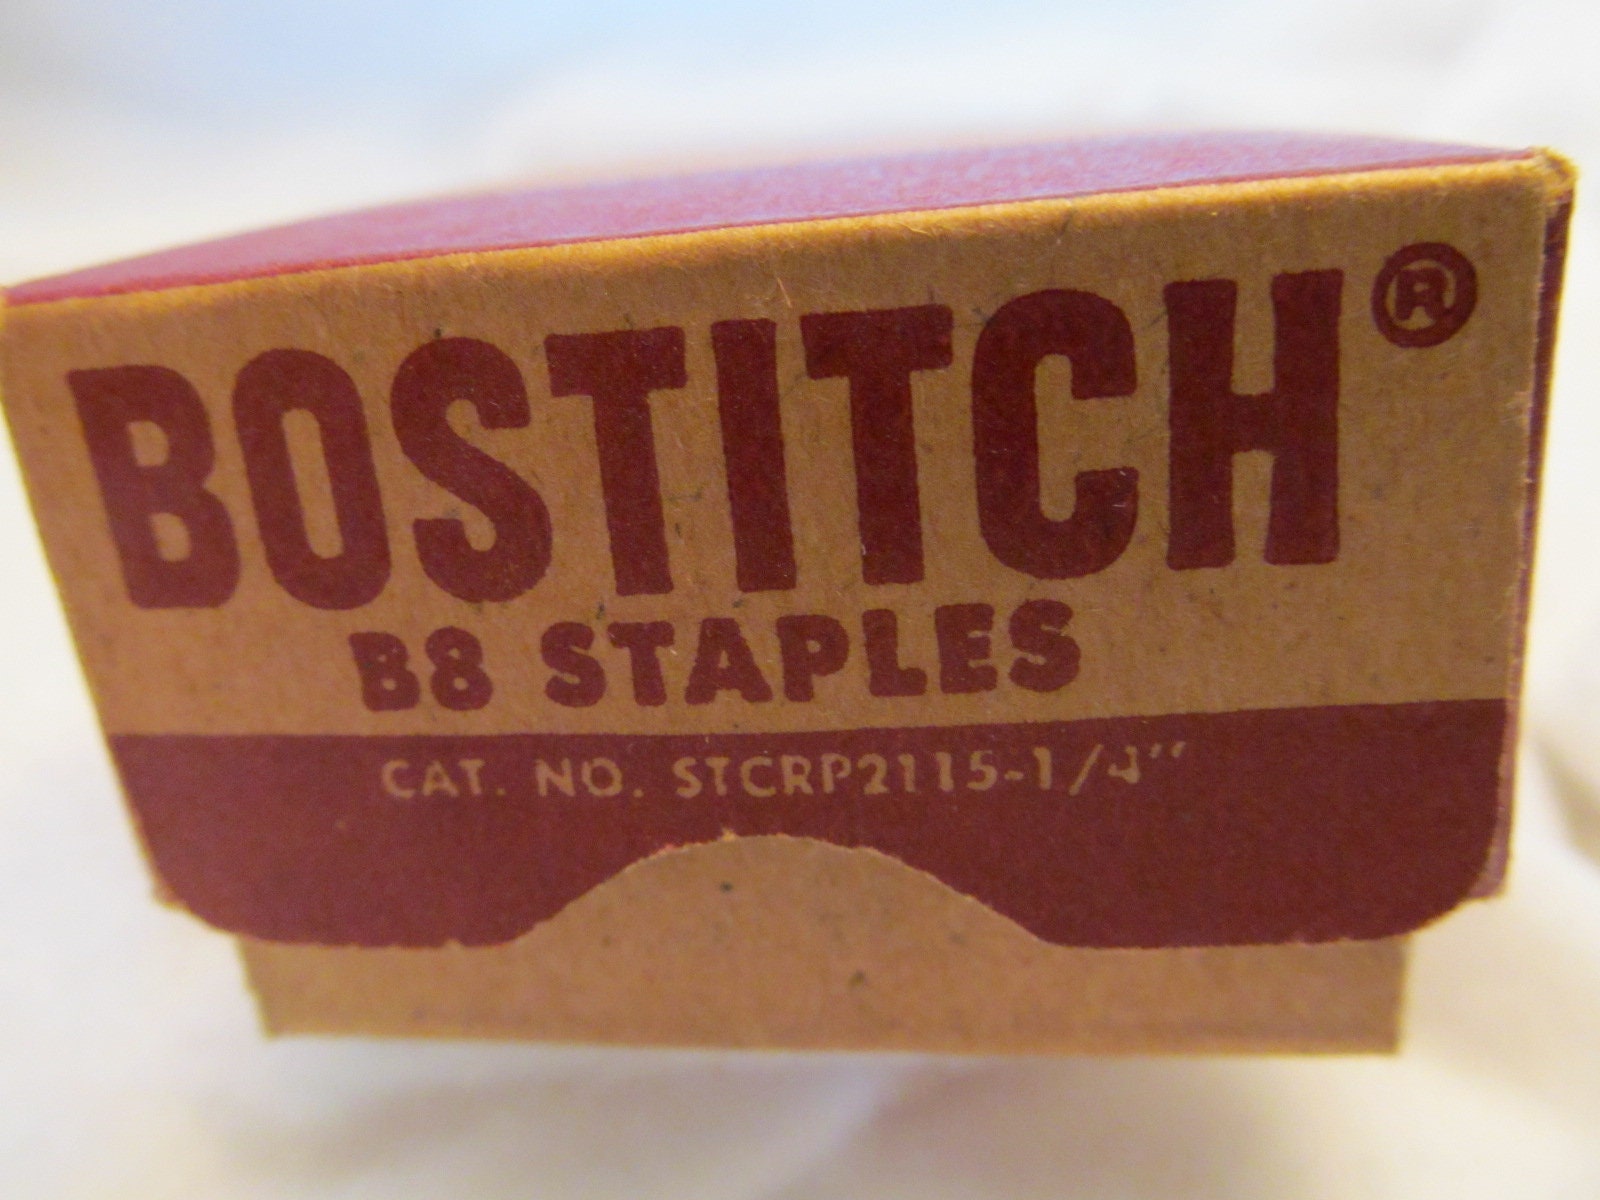 BOSTITCH®
B8 STAPLES
CAT. NO. STCRP2115-1/4"